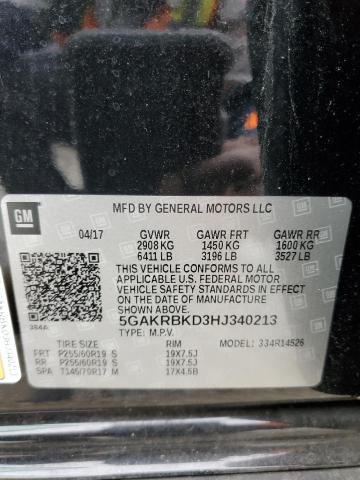 GM
MFD BY GENERAL MOTORS LLC
04/17 GVWR GAWR FRT GAWR RR
2908 KG 1450 KG 1600 KG
6411 LB 3196 LB 3527 LB
THIS VEHICLE CONFORMS TO ALL
APPLICABLE U.S. FEDERAL MOTOR
VEHICLE SAFETY STANDARDS IN
EFFECT ON THE DATE OF MANUFACTURE
SHOWN ABOVE.
384A 5GAKRBKD3HJ340213
TYPE: M.P.V.
TIRE SIZE RIM MODEL: 334R14526
FRT P255/60R19 S 19X7.5J
RR P255/60R19 S 19X7.5J
SPA T145/70R17 M 17X4.5B